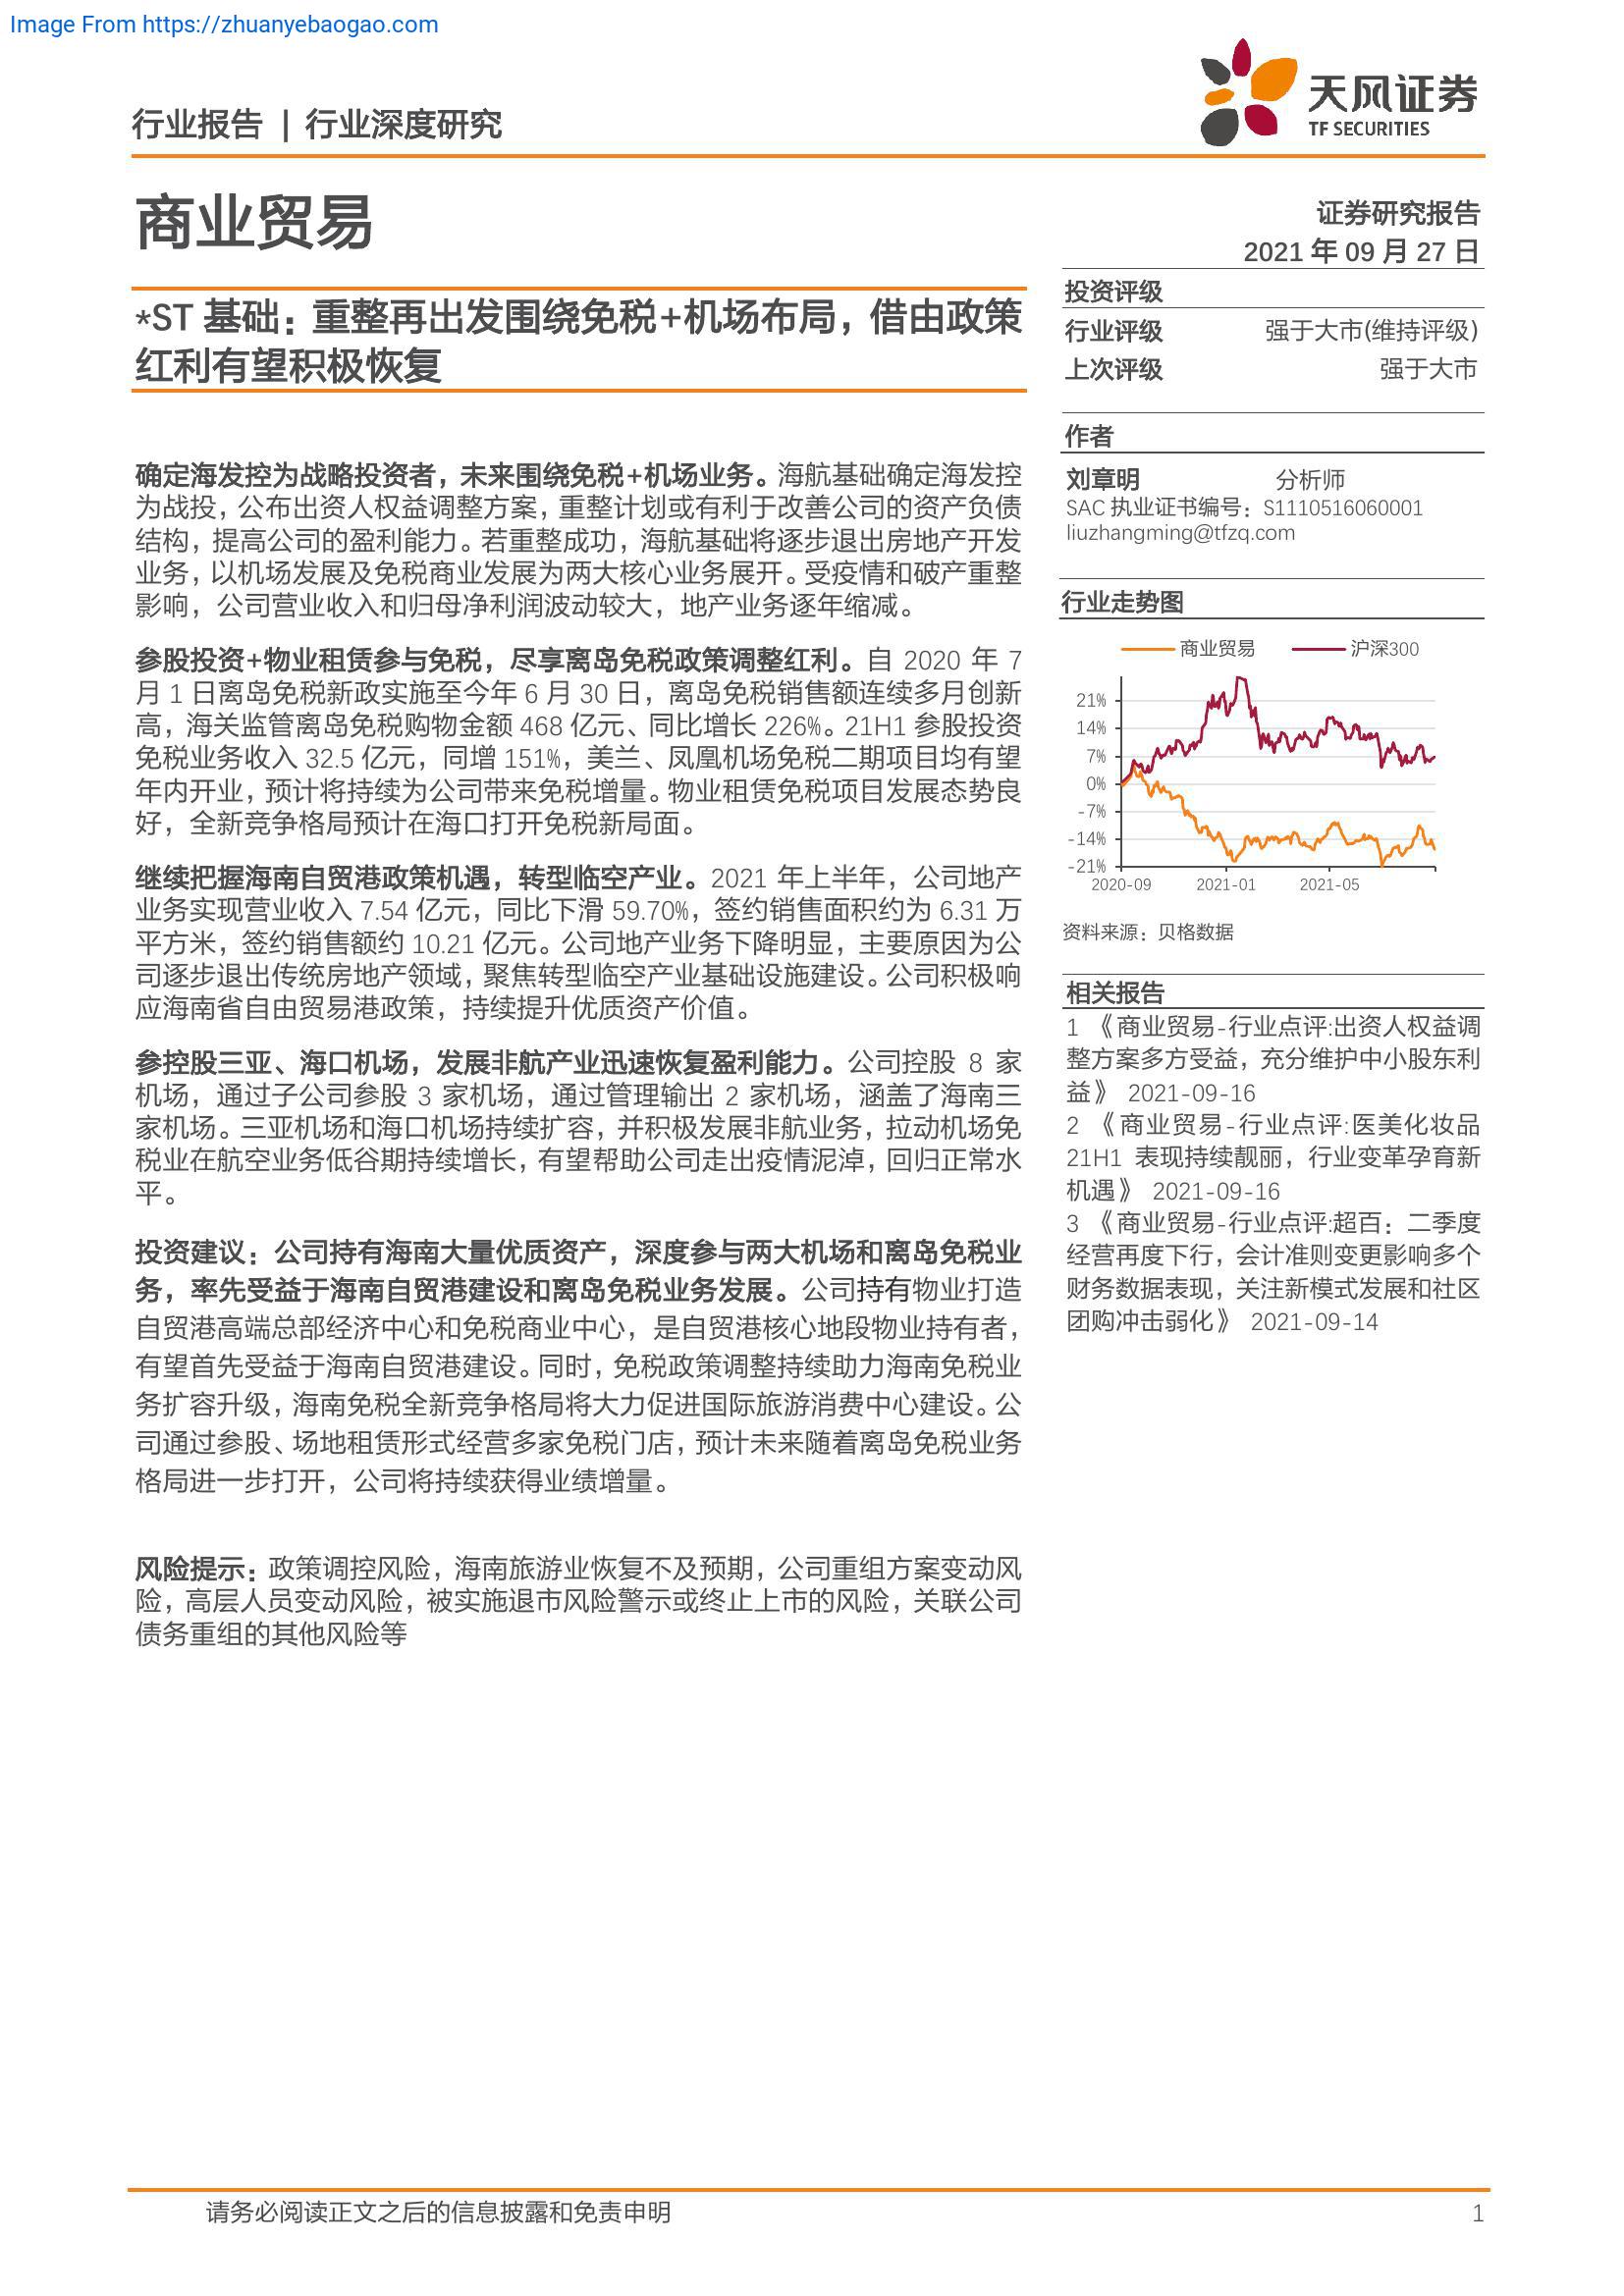 Image From https://zhuanyebaogao.com
行业报告 | 行业深度研究
天风证券
TF SECURITIES
商业贸易
证券研究报告
2021 年 09 月 27 日
*ST 基础：重整再出发围绕免税+机场布局，借由政策
红利有望积极恢复
确定海发控为战略投资者，未来围绕免税+机场业务。海航基础确定海发控
为战投，公布出资人权益调整方案，重整计划或有利于改善公司的资产负债
结构，提高公司的盈利能力。若重整成功，海航基础将逐步退出房地产开发
业务，以机场发展及免税商业发展为两大核心业务展开。受疫情和破产重整
影响，公司营业收入和归母净利润波动较大，地产业务逐年缩减。
参股投资+物业租赁参与免税，尽享离岛免税政策调整红利。自 2020 年 7
月 1 日离岛免税新政实施至今年 6 月 30 日，离岛免税销售额连续多月创新
高，海关监管离岛免税购物金额 468 亿元、同比增长 226%。21H1 参股投资
免税业务收入 32.5 亿元，同增 151%，美兰、凤凰机场免税二期项目均有望
年内开业，预计将持续为公司带来免税增量。物业租赁免税项目发展态势良
好，全新竞争格局预计在海口打开免税新局面。
继续把握海南自贸港政策机遇，转型临空产业。2021 年上半年，公司地产
业务实现营业收入 7.54 亿元，同比下滑 59.70%，签约销售面积约为 6.31 万
平方米，签约销售额约 10.21 亿元。公司地产业务下降明显，主要原因为公
司逐步退出传统房地产领域，聚焦转型临空产业基础设施建设。公司积极响
应海南省自由贸易港政策，持续提升优质资产价值。
参控股三亚、海口机场，发展非航产业迅速恢复盈利能力。公司控股 8 家
机场，通过子公司参股 3 家机场，通过管理输出 2 家机场，涵盖了海南三
家机场。三亚机场和海口机场持续扩容，并积极发展非航业务，拉动机场免
税业在航空业务低谷期持续增长，有望帮助公司走出疫情泥淖，回归正常水
平。
投资建议：公司持有海南大量优质资产，深度参与两大机场和离岛免税业
务，率先受益于海南自贸港建设和离岛免税业务发展。公司持有物业打造
自贸港高端总部经济中心和免税商业中心，是自贸港核心地段物业持有者，
有望首先受益于海南自贸港建设。同时，免税政策调整持续助力海南免税业
务扩容升级，海南免税全新竞争格局将大力促进国际旅游消费中心建设。公
司通过参股、场地租赁形式经营多家免税门店，预计未来随着离岛免税业务
格局进一步打开，公司将持续获得业绩增量。
风险提示：政策调控风险，海南旅游业恢复不及预期，公司重组方案变动风
险，高层人员变动风险，被实施退市风险警示或终止上市的风险，关联公司
债务重组的其他风险等
投资评级
行业评级 强于大市(维持评级)
上次评级 强于大市
作者
刘章明 分析师
SAC 执业证书编号：S1110516060001
liuzhangming@tfzq.com
行业走势图
商业贸易 沪深300
21%
14%
7%
0%
-7%
-14%
-21%
2020-09 2021-01 2021-05
资料来源：贝格数据
相关报告
1 《商业贸易-行业点评:出资人权益调
整方案多方受益，充分维护中小股东利
益》 2021-09-16
2 《商业贸易-行业点评:医美化妆品
21H1 表现持续靓丽，行业变革孕育新
机遇》 2021-09-16
3 《商业贸易-行业点评:超百：二季度
经营再度下行，会计准则变更影响多个
财务数据表现，关注新模式发展和社区
团购冲击弱化》 2021-09-14
请务必阅读正文之后的信息披露和免责申明 1